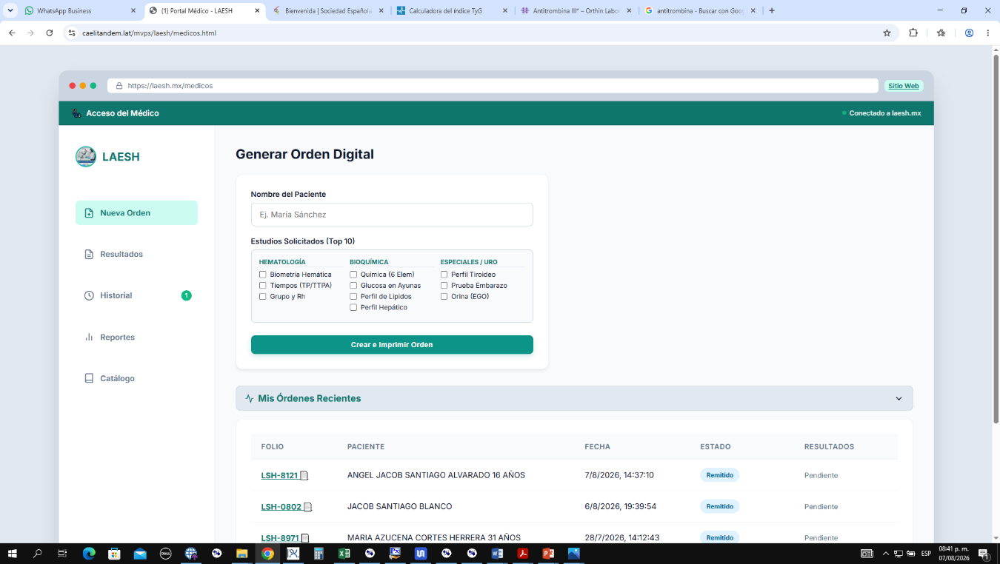 WhatsApp Business
(1) Portal Médico - LAESH
Bienvenida | Sociedad Española
Calculadora del índice TyG
Antitrombina III* – Orthin Labor
antitrombina - Buscar con Goog
caelitandem.lat/mvps/laesh/medicos.html
https://laesh.mx/medicos
Sitio Web
Acceso del Médico
Conectado a laesh.mx
LAESH
Nueva Orden
Resultados
Historial
1
Reportes
Catálogo
Generar Orden Digital
Nombre del Paciente
Ej. María Sánchez
Estudios Solicitados (Top 10)
HEMATOLOGÍA
Biometría Hemática
Tiempos (TP/TTPA)
Grupo y Rh
BIOQUÍMICA
Química (6 Elem)
Glucosa en Ayunas
Perfil de Lípidos
Perfil Hepático
ESPECIALES / URO
Perfil Tiroideo
Prueba Embarazo
Orina (EGO)
Crear e Imprimir Orden
Mis Órdenes Recientes
FOLIO PACIENTE FECHA ESTADO RESULTADOS
LSH-8121 ANGEL JACOB SANTIAGO ALVARADO 16 AÑOS 7/8/2026, 14:37:10 Remitido Pendiente
LSH-0802 JACOB SANTIAGO BLANCO 6/8/2026, 19:39:54 Remitido Pendiente
LSH-8971 MARIA AZUCENA CORTES HERRERA 31 AÑOS 28/7/2026, 14:12:43 Remitido Pendiente
DELL
ESP
08:41 p. m.
07/08/2026
1